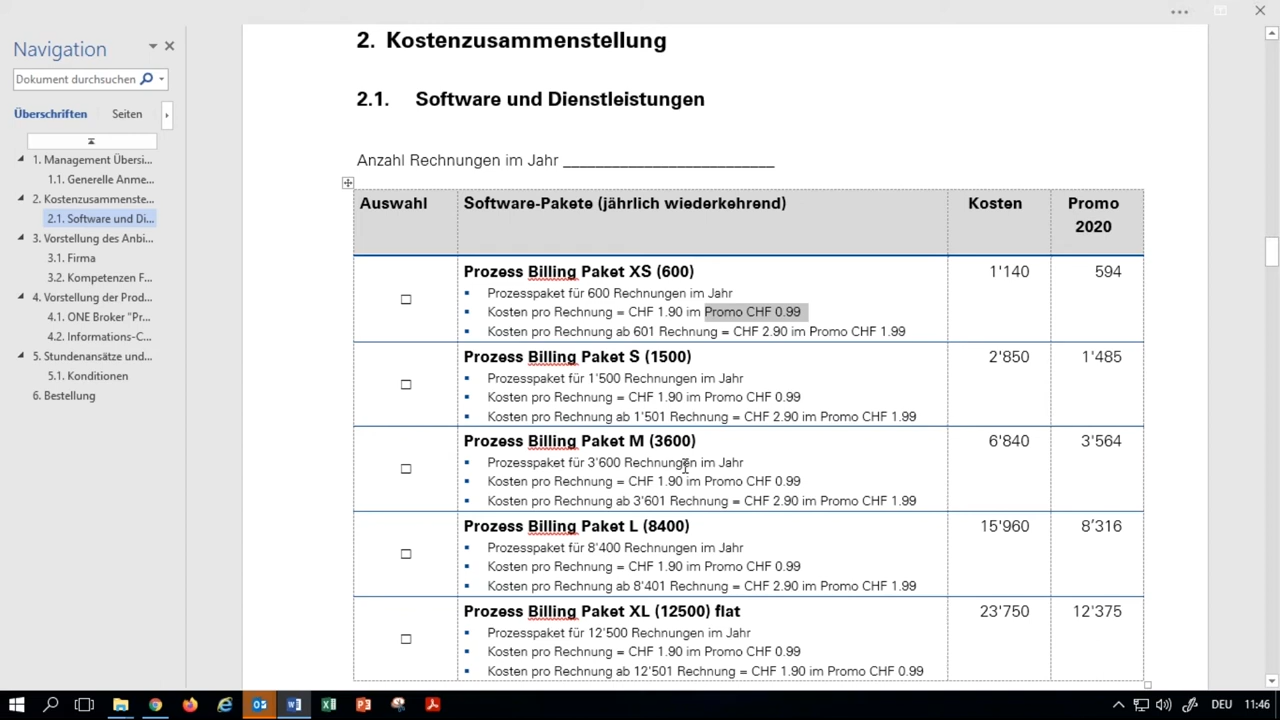 Navigation
Dokument durchsuchen
Überschriften Seiten
1. Management Übersi...
1.1. Generelle Anme...
2. Kostenzusammenste...
2.1. Software und Di...
3. Vorstellung des Anbi...
3.1. Firma
3.2. Kompetenzen F...
4. Vorstellung der Prod...
4.1. ONE Broker "Pr...
4.2. Informations-C...
5. Stundenansätze und...
5.1. Konditionen
6. Bestellung
2. Kostenzusammenstellung
2.1. Software und Dienstleistungen
Anzahl Rechnungen im Jahr __________________________
Auswahl Software-Pakete (jährlich wiederkehrend) Kosten Promo
2020
Prozess Billing Paket XS (600) 1'140 594
Prozesspaket für 600 Rechnungen im Jahr
Kosten pro Rechnung = CHF 1.90 im Promo CHF 0.99
Kosten pro Rechnung ab 601 Rechnung = CHF 2.90 im Promo CHF 1.99
Prozess Billing Paket S (1500) 2'850 1'485
Prozesspaket für 1'500 Rechnungen im Jahr
Kosten pro Rechnung = CHF 1.90 im Promo CHF 0.99
Kosten pro Rechnung ab 1'501 Rechnung = CHF 2.90 im Promo CHF 1.99
Prozess Billing Paket M (3600) 6'840 3'564
Prozesspaket für 3'600 Rechnungen im Jahr
Kosten pro Rechnung = CHF 1.90 im Promo CHF 0.99
Kosten pro Rechnung ab 3'601 Rechnung = CHF 2.90 im Promo CHF 1.99
Prozess Billing Paket L (8400) 15'960 8’316
Prozesspaket für 8'400 Rechnungen im Jahr
Kosten pro Rechnung = CHF 1.90 im Promo CHF 0.99
Kosten pro Rechnung ab 8'401 Rechnung = CHF 2.90 im Promo CHF 1.99
Prozess Billing Paket XL (12500) flat 23'750 12'375
Prozesspaket für 12'500 Rechnungen im Jahr
Kosten pro Rechnung = CHF 1.90 im Promo CHF 0.99
Kosten pro Rechnung ab 12'501 Rechnung = CHF 1.90 im Promo CHF 0.99
DEU 11:46